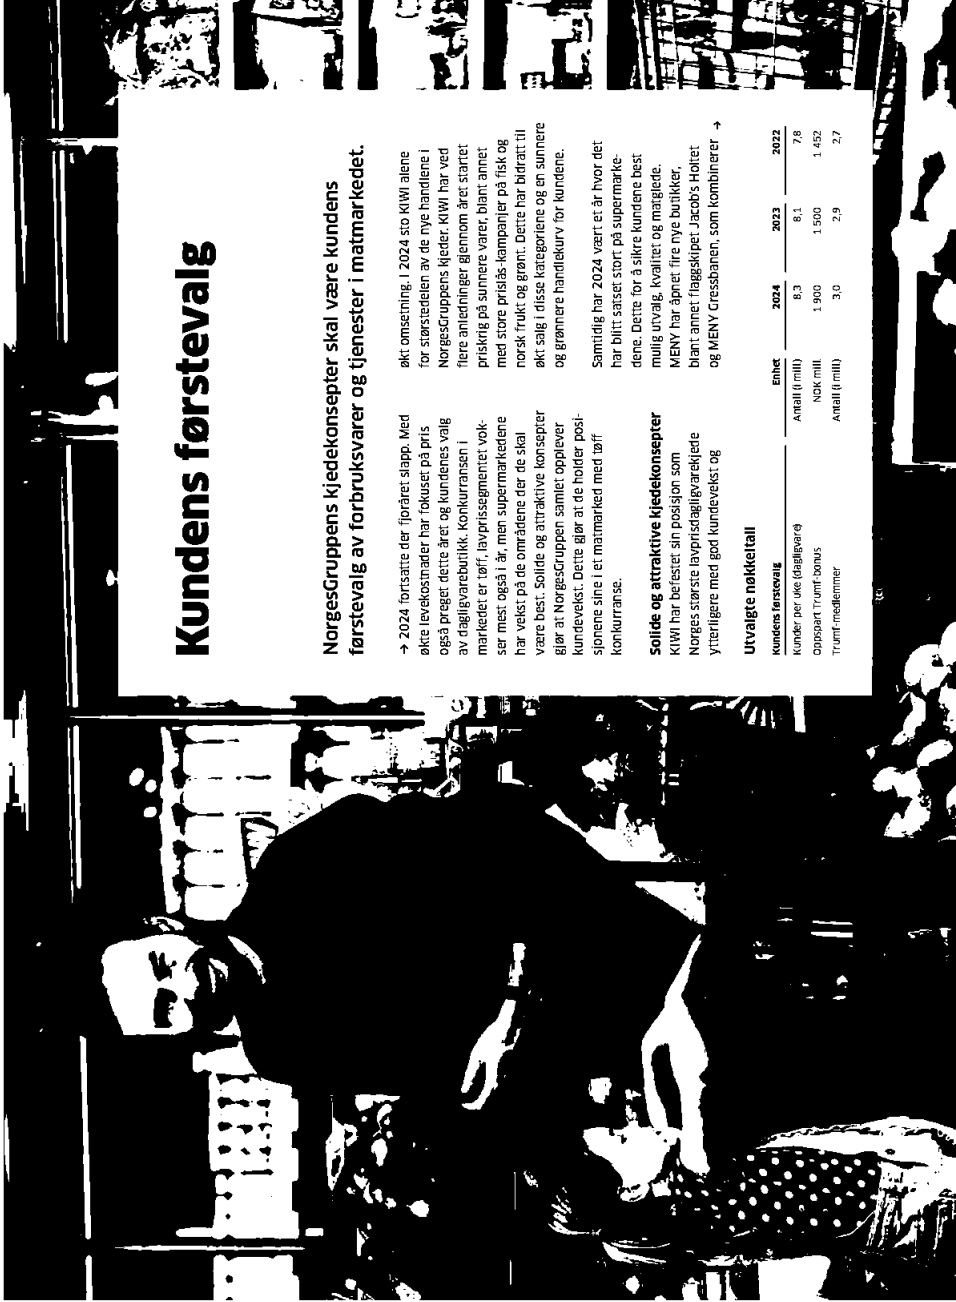 Kundens førstevalg
NorgesGruppens kjedekonsepter skal være kundens
førstevalg av forbruksvarer og tjenester i matmarkedet.
→ 2024 fortsatte der fjoråret slapp. Med
økte levekostnader har fokuset på pris
også preget dette året og kundenes valg
av dagligvarebutikk. Konkurransen i
markedet er tøff, lavprissegmentet vok-
ser mest også i år, men supermarkedene
har vekst på de områdene der de skal
være best. Solide og attraktive konsepter
gjør at NorgesGruppen samlet opplever
kundevekst. Dette gjør at de holder posi-
sjonene sine i et matmarked med tøff
konkurranse.
Solide og attraktive kjedekonsepter
KIWI har befestet sin posisjon som
Norges største lavprisdagligvarekjede
ytterligere med god kundevekst og
økt omsetning. I 2024 sto KIWI alene
for størstedelen av de nye handlene i
NorgesGruppens kjeder. KIWI har ved
flere anledninger gjennom året startet
priskrig på sunnere varer, blant annet
med store prislås-kampanjer på fisk og
norsk frukt og grønt. Dette har bidratt til
økt salg i disse kategoriene og en sunnere
og grønnere handlekurv for kundene.
Samtidig har 2024 vært et år hvor det
har blitt satset stort på supermarke-
dene. Dette for å sikre kundene best
mulig utvalg, kvalitet og matglede.
MENY har åpnet fire nye butikker,
blant annet flaggskipet Jacob's Holtet
og MENY Gressbanen, som kombinerer →
Utvalgte nøkkeltall
Kundens førstevalg Enhet 2024 2023 2022
Kunder per uke (dagligvare) Antall (i mill) 8,3 8,1 7,8
Oppspart Trumf-bonus NOK mill. 1 900 1 500 1 452
Trumf-medlemmer Antall (i mill) 3,0 2,9 2,7